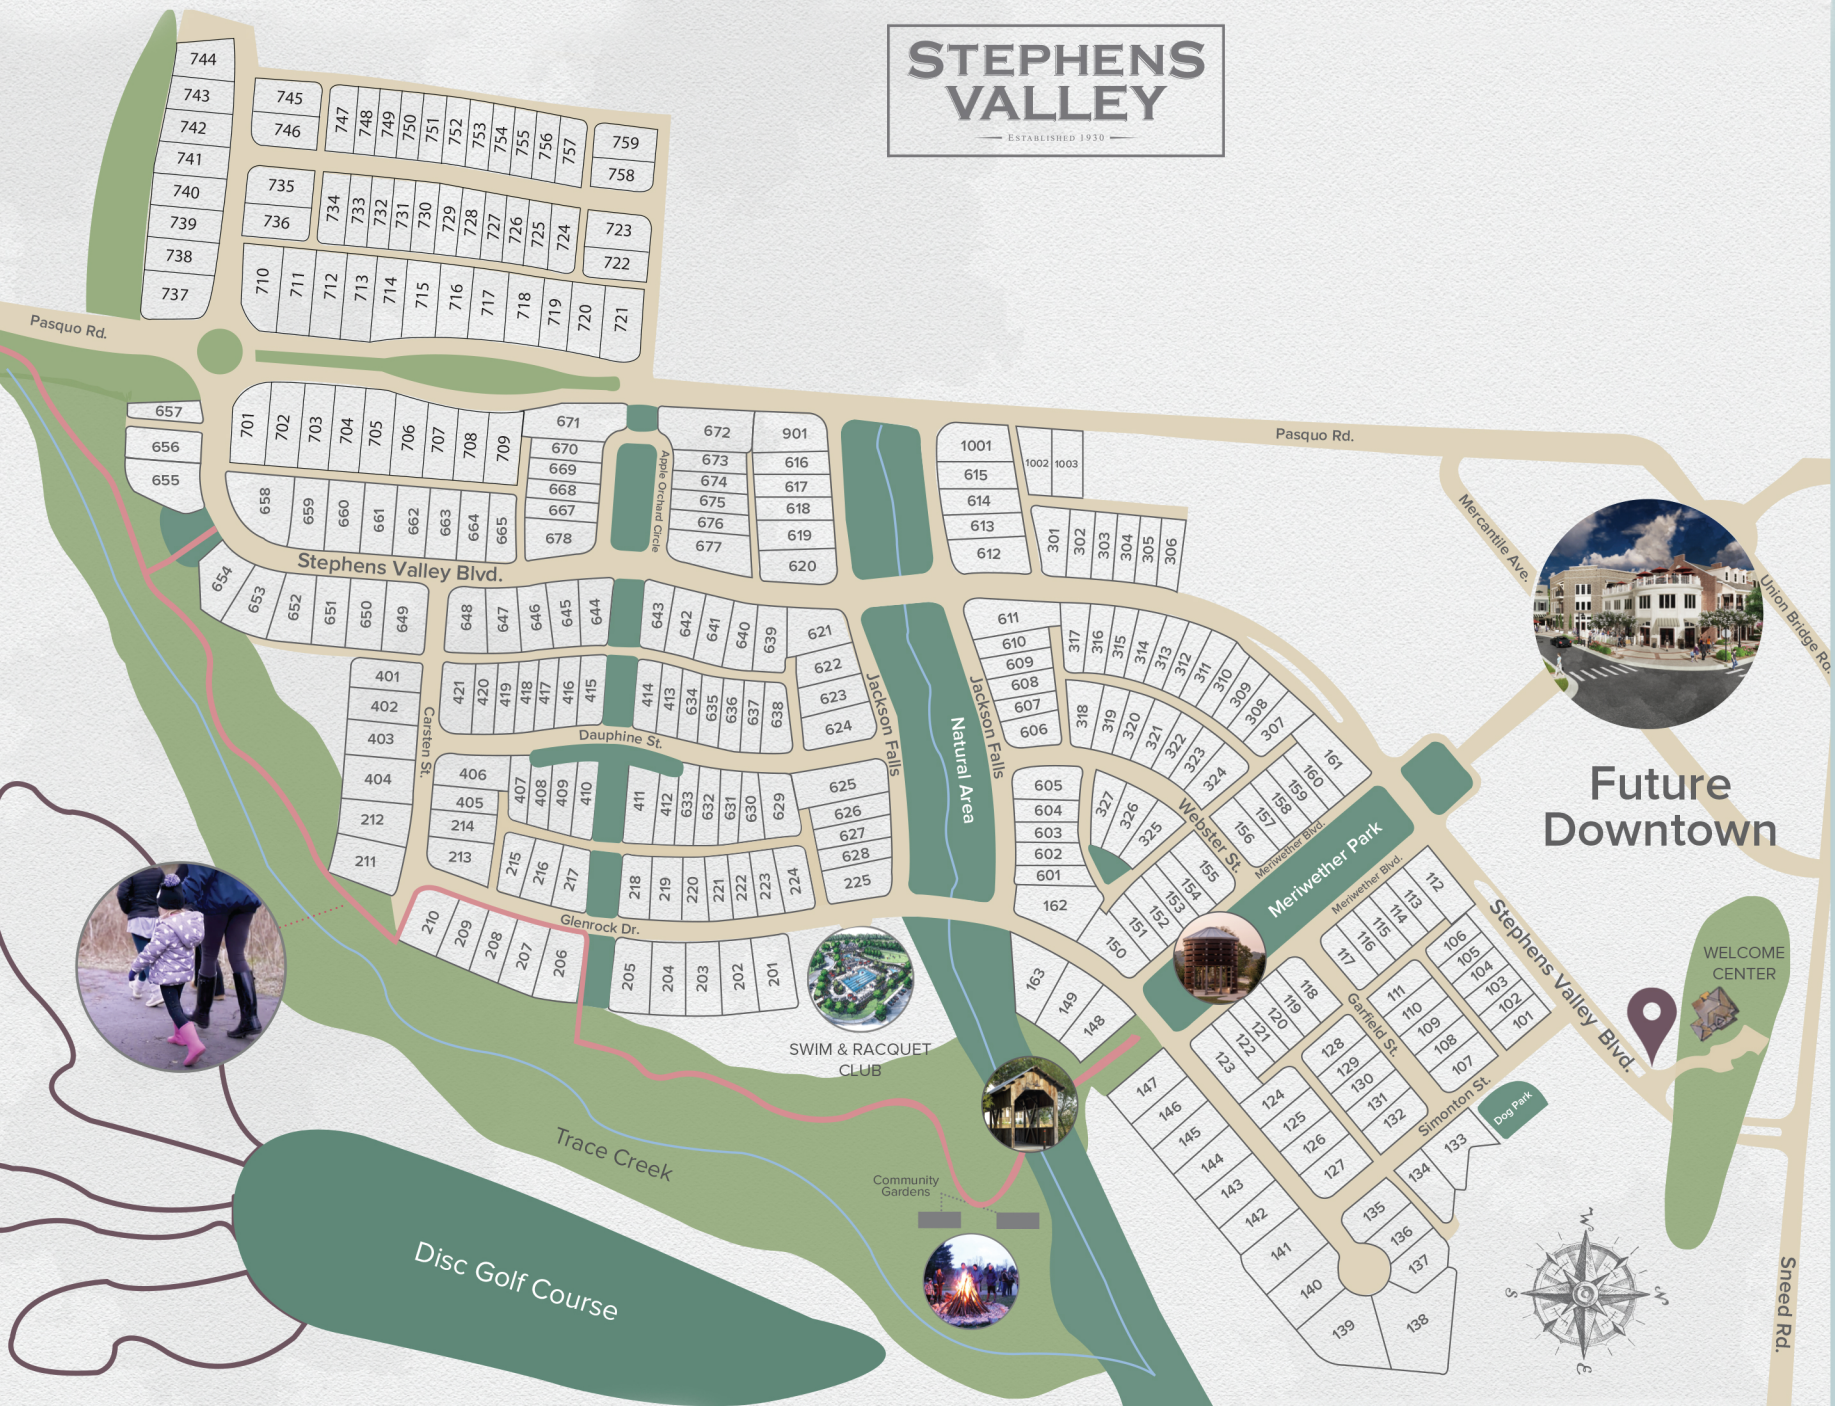 STEPHENS
VALLEY
ESTABLISHED 1930
744
743
742
741
740
739
738
737
745
746
747 748 749 750 751 752 753 754 755 756 757
759
758
735
736
734 733 732 731 730 729 728 727 726 725 724
723
722
710 711 712 713 714 715 716 717 718 719 720 721
Pasquo Rd.
Pasquo Rd.
657
656
655
701 702 703 704 705 706 707 708 709
671
670
669
668
667
678
658 659 660 661 662 663 664 665
Apple Orchard Circle
672
673
674
675
676
677
901
616
617
618
619
620
1001
615
614
613
612
1002 1003
301 302 303 304 305 306
Mercantile Ave.
Union Bridge Rd.
Stephens Valley Blvd.
654 653 652 651 650 649
648 647 646 645 644
643 642 641 640 639
621
622
623
624
611
610
609
608
607
606
317 316 315 314 313 312 311 310 309 308 307
318 319 320 321 322 323 324
401
402
403
404
212
211
Carsten St.
421 420 419 418 417 416 415
414 413 634 635 636 637 638
Dauphine St.
Jackson Falls
Natural Area
Jackson Falls
406
405
214
213
407 408 409 410
411 412 633 632 631 630 629
625
626
627
628
225
215 216 217
218 219 220 221 222 223 224
605
604
603
602
601
162
327 326 325
Webster St.
161
160
159
158
157
156
Meriwether Blvd.
Meriwether Park
Meriwether Blvd.
155
154
153
152
151
150
Future
Downtown
210 209 208 207 206
Glenrock Dr.
205 204 203 202 201
163
149
148
112
113
114
115
116
117
106
105
104
103
102
101
Stephens Valley Blvd.
WELCOME
CENTER
118
119
120
121
122
123
Garfield St.
111
110
109
108
107
128
129
130
131
132
124
125
126
127
Simonton St.
Dog Park
133
134
135
136
137
138
139
140
141
142
143
144
145
146
147
SWIM & RACQUET
CLUB
Trace Creek
Community
Gardens
Disc Golf Course
Sneed Rd.
W
N
S
E